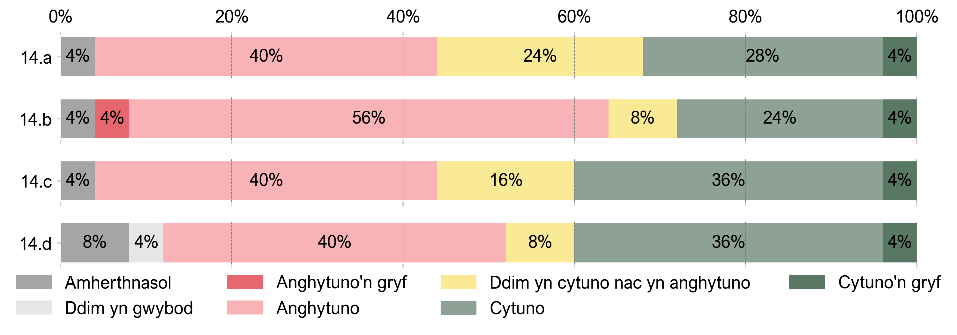 0% 20% 40% 60% 80% 100%
14.a 4% 40% 24% 28% 4%
14.b 4% 4% 56% 8% 24% 4%
14.c 4% 40% 16% 36% 4%
14.d 8% 4% 40% 8% 36% 4%
Amherthnasol Anghytuno'n gryf Ddim yn cytuno nac yn anghytuno Cytuno'n gryf
Ddim yn gwybod Anghytuno Cytuno